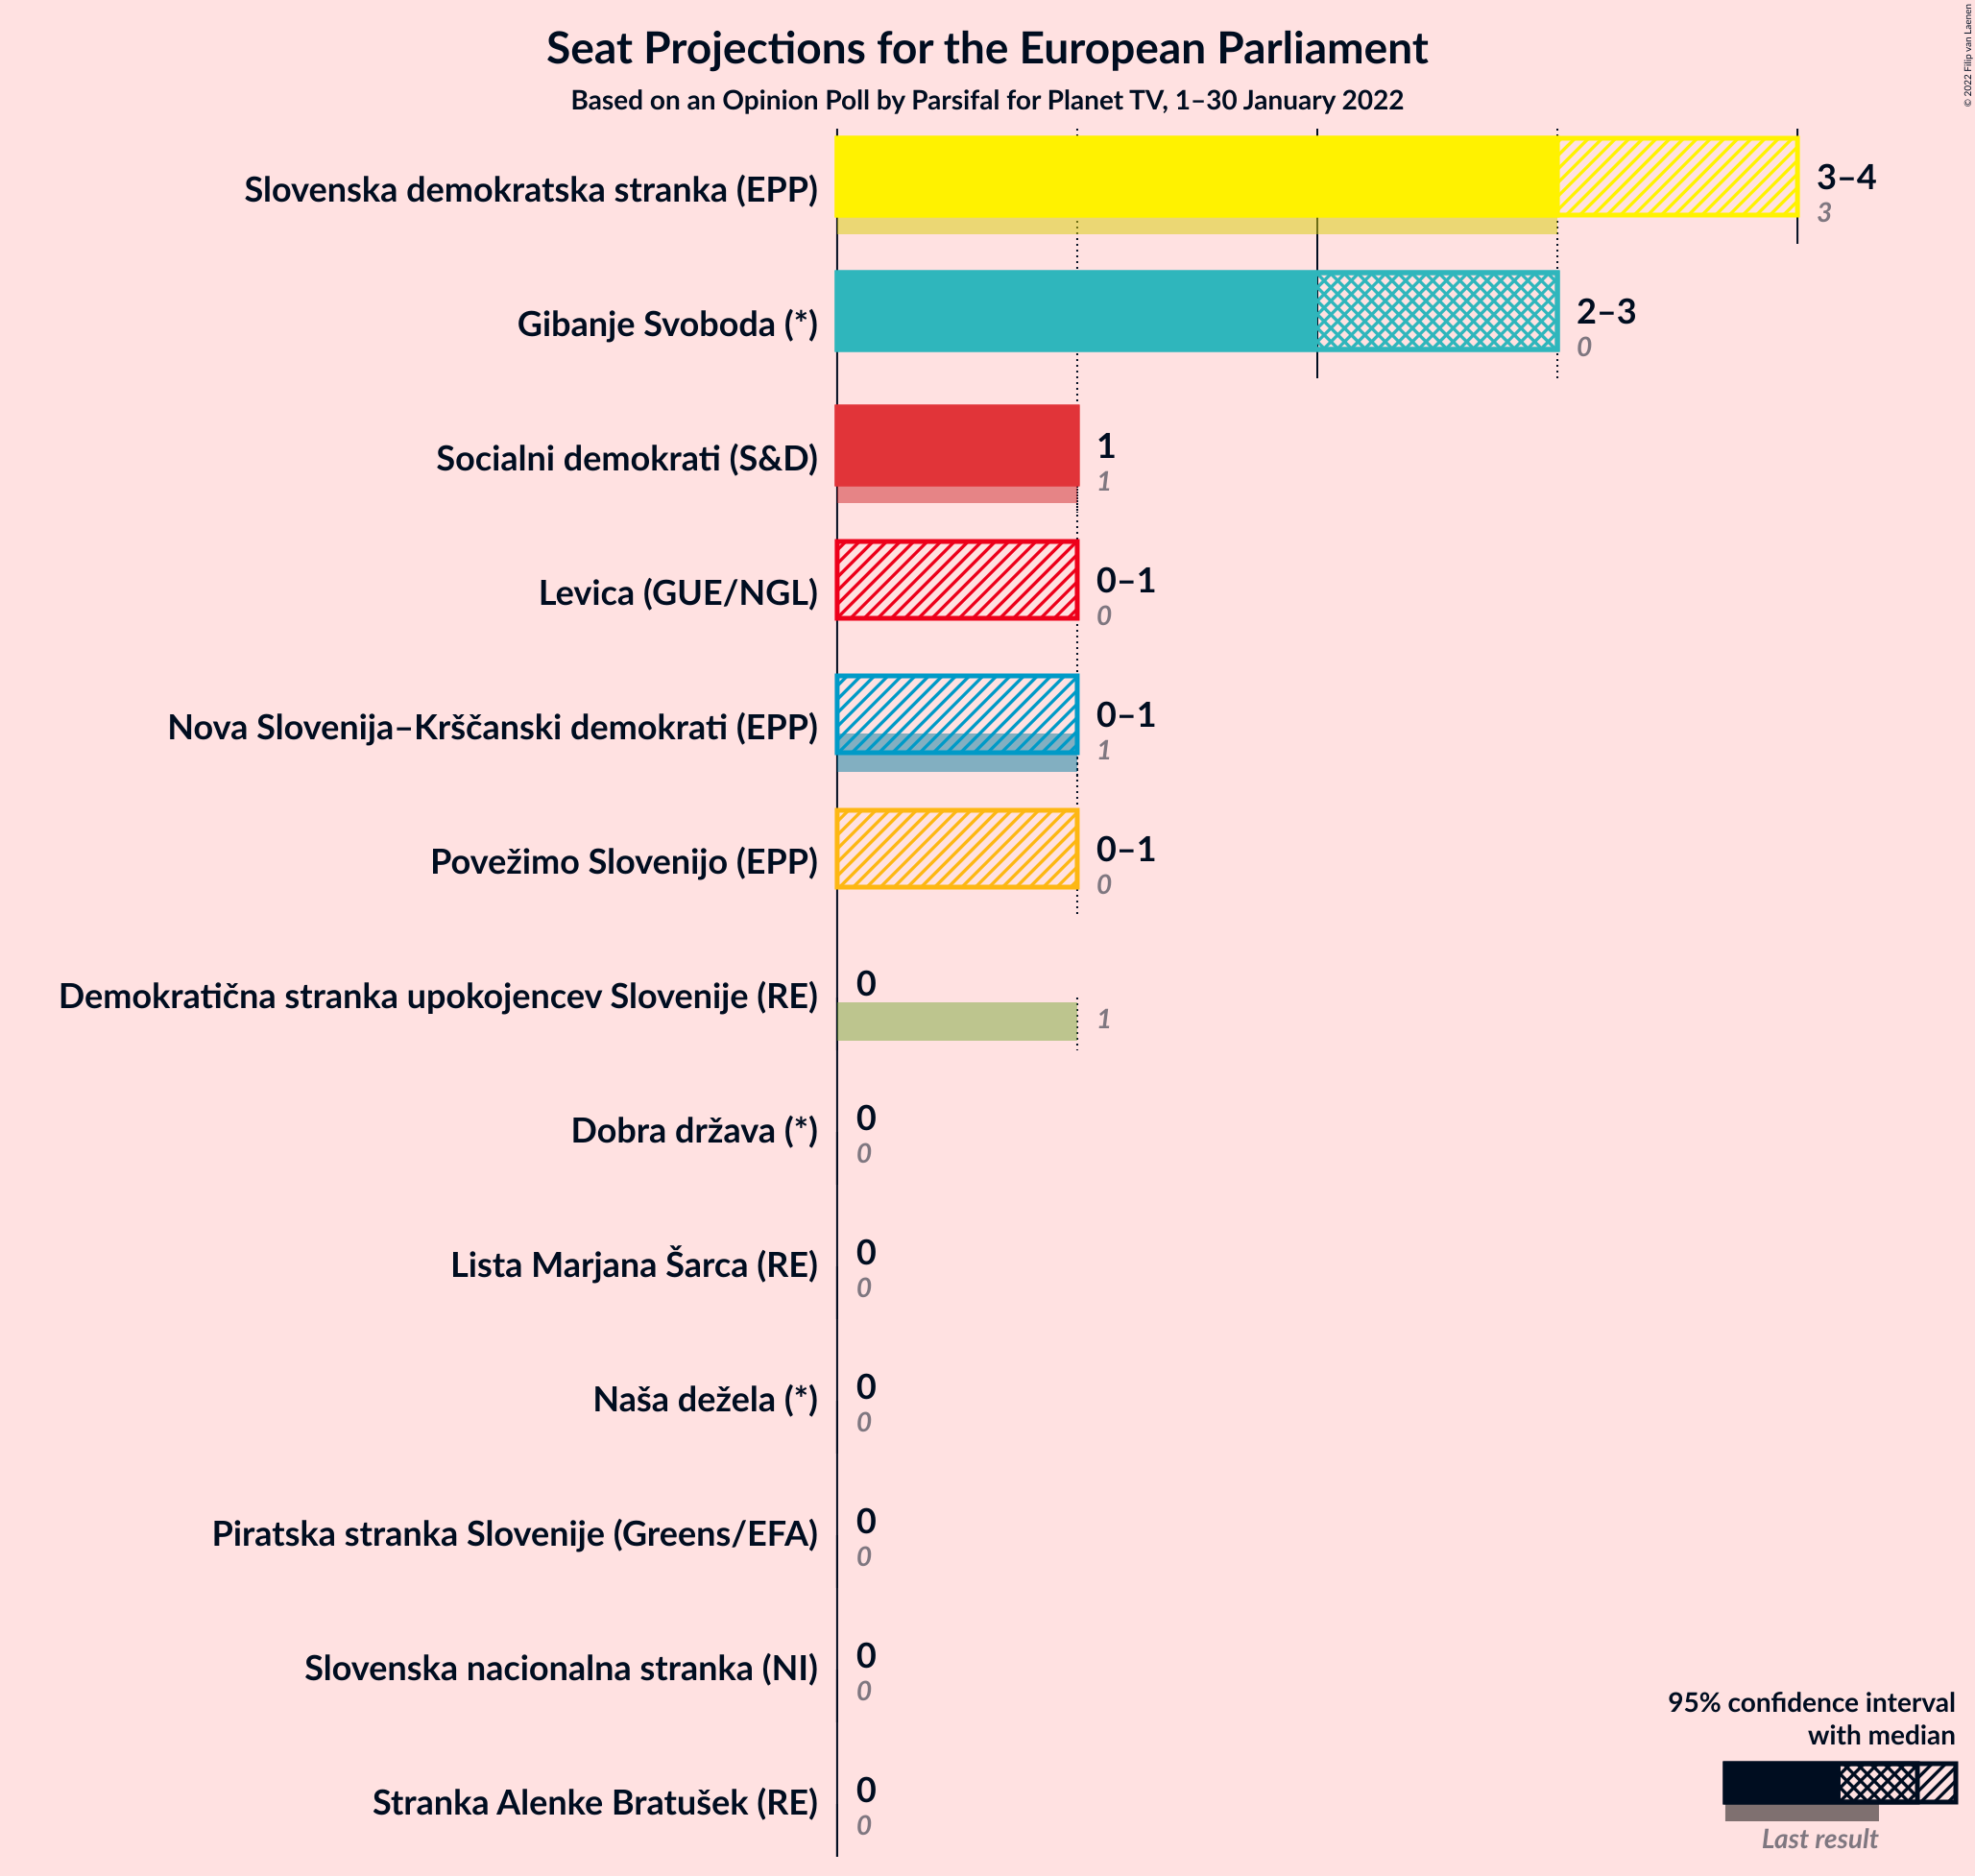 Seat Projections for the European Parliament
Based on an Opinion Poll by Parsifal for Planet TV, 1–30 January 2022
© 2022 Filip van Laenen
Slovenska demokratska stranka (EPP)
3–4
3
Gibanje Svoboda (*)
2–3
0
Socialni demokrati (S&D)
1
1
Levica (GUE/NGL)
0–1
0
Nova Slovenija–Krščanski demokrati (EPP)
0–1
1
Povežimo Slovenijo (EPP)
0–1
0
Demokratična stranka upokojencev Slovenije (RE)
0
1
Dobra država (*)
0
0
Lista Marjana Šarca (RE)
0
0
Naša dežela (*)
0
0
Piratska stranka Slovenije (Greens/EFA)
0
0
Slovenska nacionalna stranka (NI)
0
0
Stranka Alenke Bratušek (RE)
0
0
95% confidence interval
with median
Last result